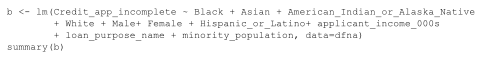 b <- lm(Credit_app_incomplete ~ Black + Asian + American_Indian_or_Alaska_Native
+ White + Male+ Female + Hispanic_or_Latino+ applicant_income_000s
+ loan_purpose_name + minority_population, data=dfna)
summary(b)